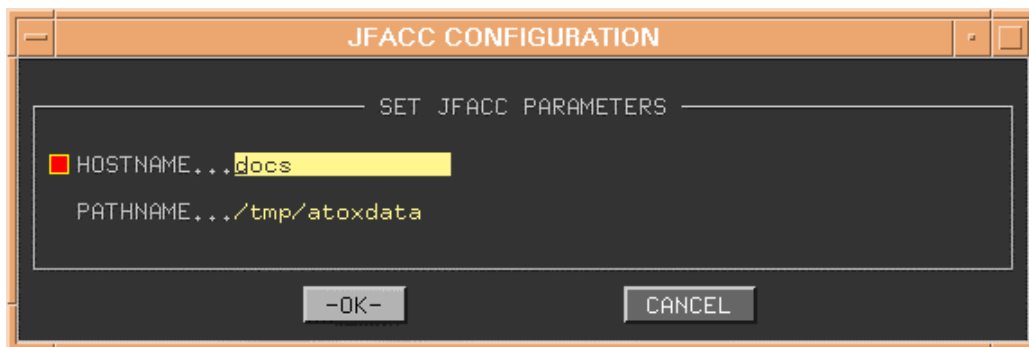 JFACC CONFIGURATION
SET JFACC PARAMETERS
HOSTNAME...docs
PATHNAME.../tmp/atoxdata
-OK- CANCEL